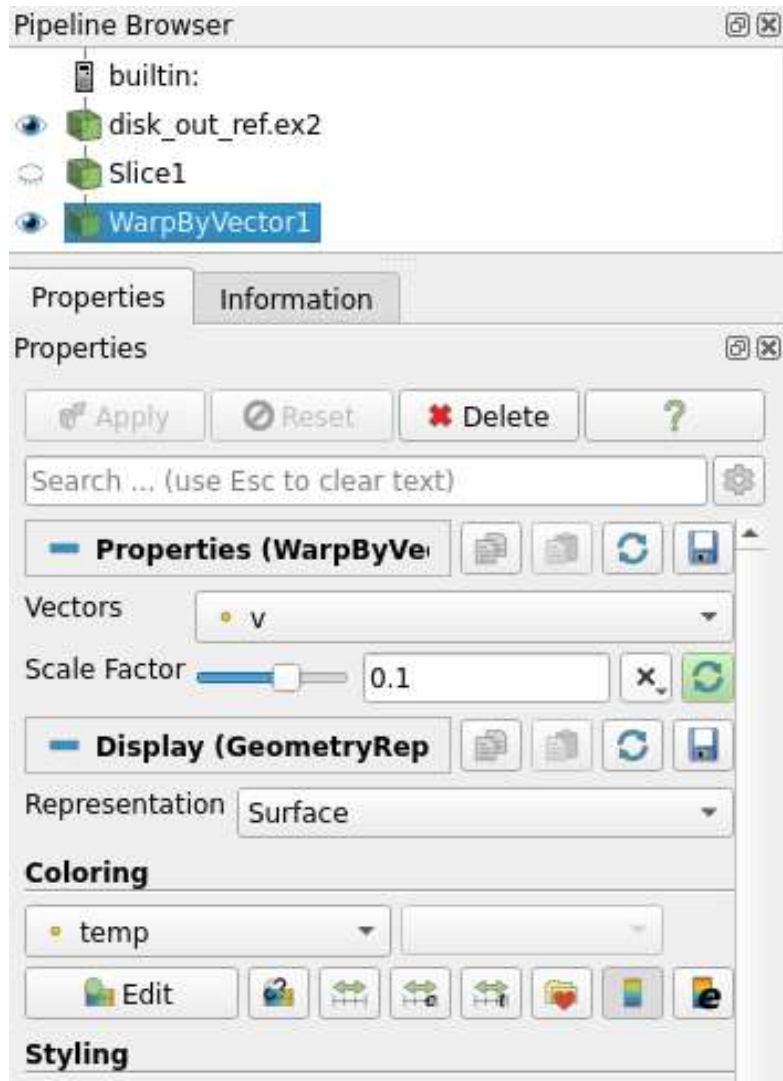 Pipeline Browser
builtin:
disk_out_ref.ex2
Slice1
WarpByVector1
Properties Information
Properties
Apply Reset Delete ?
Search ... (use Esc to clear text)
Properties (WarpByVe
Vectors v
Scale Factor 0.1
Display (GeometryRep
Representation Surface
Coloring
temp
Edit ? c t e
Styling